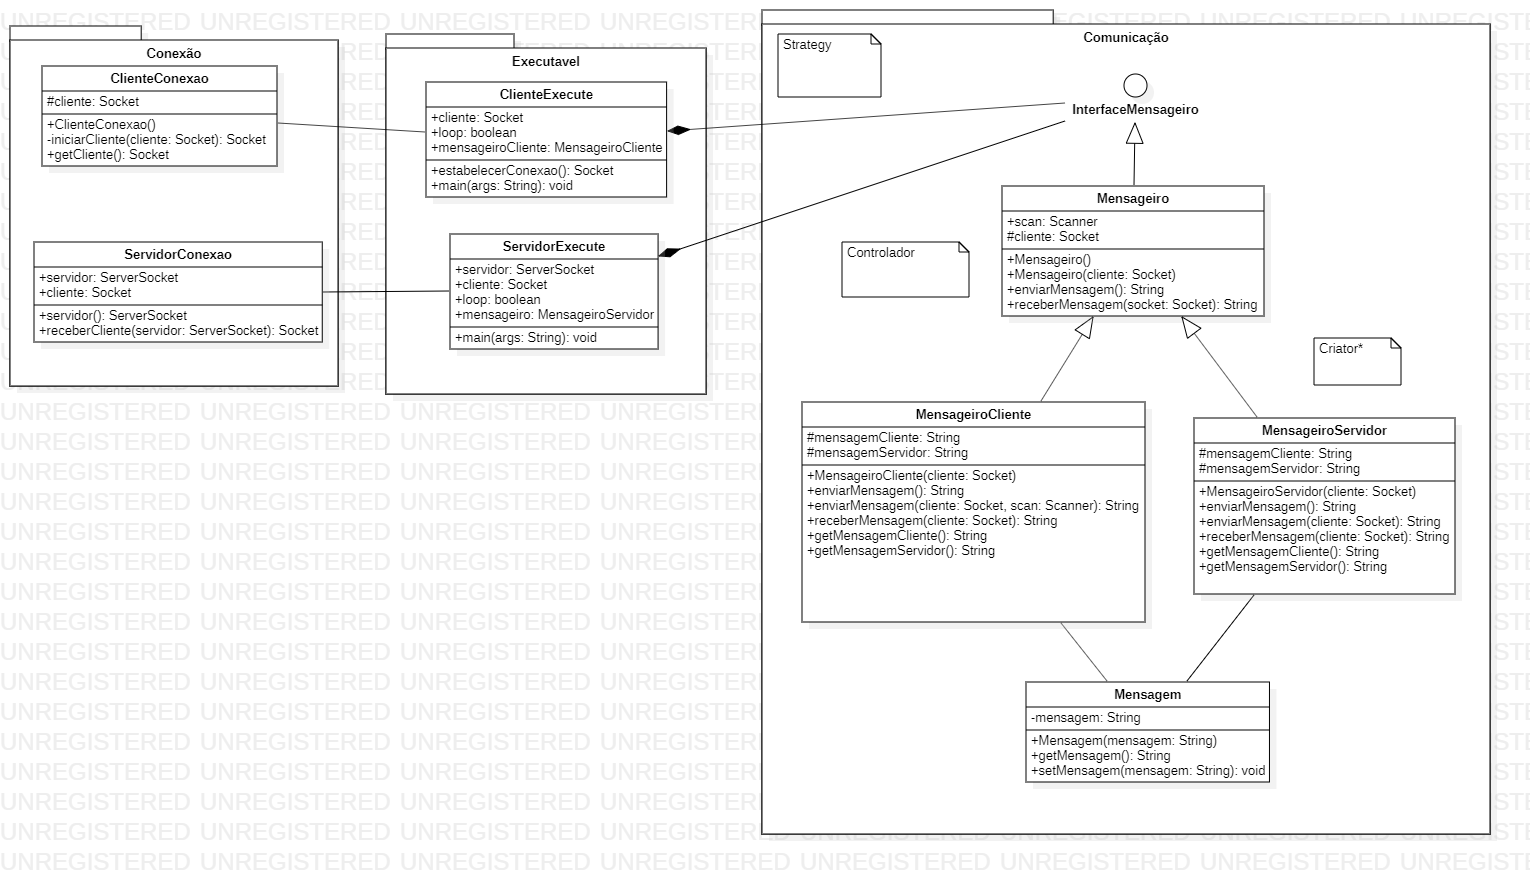 Conexão
ClienteConexao
#cliente: Socket
+ClienteConexao()
-iniciarCliente(cliente: Socket): Socket
+getCliente(): Socket
ServidorConexao
+servidor: ServerSocket
+cliente: Socket
+servidor(): ServerSocket
+receberCliente(servidor: ServerSocket): Socket
Executavel
ClienteExecute
+cliente: Socket
+loop: boolean
+mensageiroCliente: MensageiroCliente
+estabelecerConexao(): Socket
+main(args: String): void
ServidorExecute
+servidor: ServerSocket
+cliente: Socket
+loop: boolean
+mensageiro: MensageiroServidor
+main(args: String): void
Comunicação
Strategy
InterfaceMensageiro
Mensageiro
+scan: Scanner
#cliente: Socket
+Mensageiro()
+Mensageiro(cliente: Socket)
+enviarMensagem(): String
+receberMensagem(socket: Socket): String
Controlador
Criator*
MensageiroCliente
#mensagemCliente: String
#mensagemServidor: String
+MensageiroCliente(cliente: Socket)
+enviarMensagem(): String
+enviarMensagem(cliente: Socket, scan: Scanner): String
+receberMensagem(cliente: Socket): String
+getMensagemCliente(): String
+getMensagemServidor(): String
MensageiroServidor
#mensagemCliente: String
#mensagemServidor: String
+MensageiroServidor(cliente: Socket)
+enviarMensagem(): String
+enviarMensagem(cliente: Socket): String
+receberMensagem(cliente: Socket): String
+getMensagemCliente(): String
+getMensagemServidor(): String
Mensagem
-mensagem: String
+Mensagem(mensagem: String)
+getMensagem(): String
+setMensagem(mensagem: String): void
UNREGISTERED UNREGISTERED UNREGISTERED UNREGISTERED UNREGISTERED UNREGISTERED UNREGISTERED